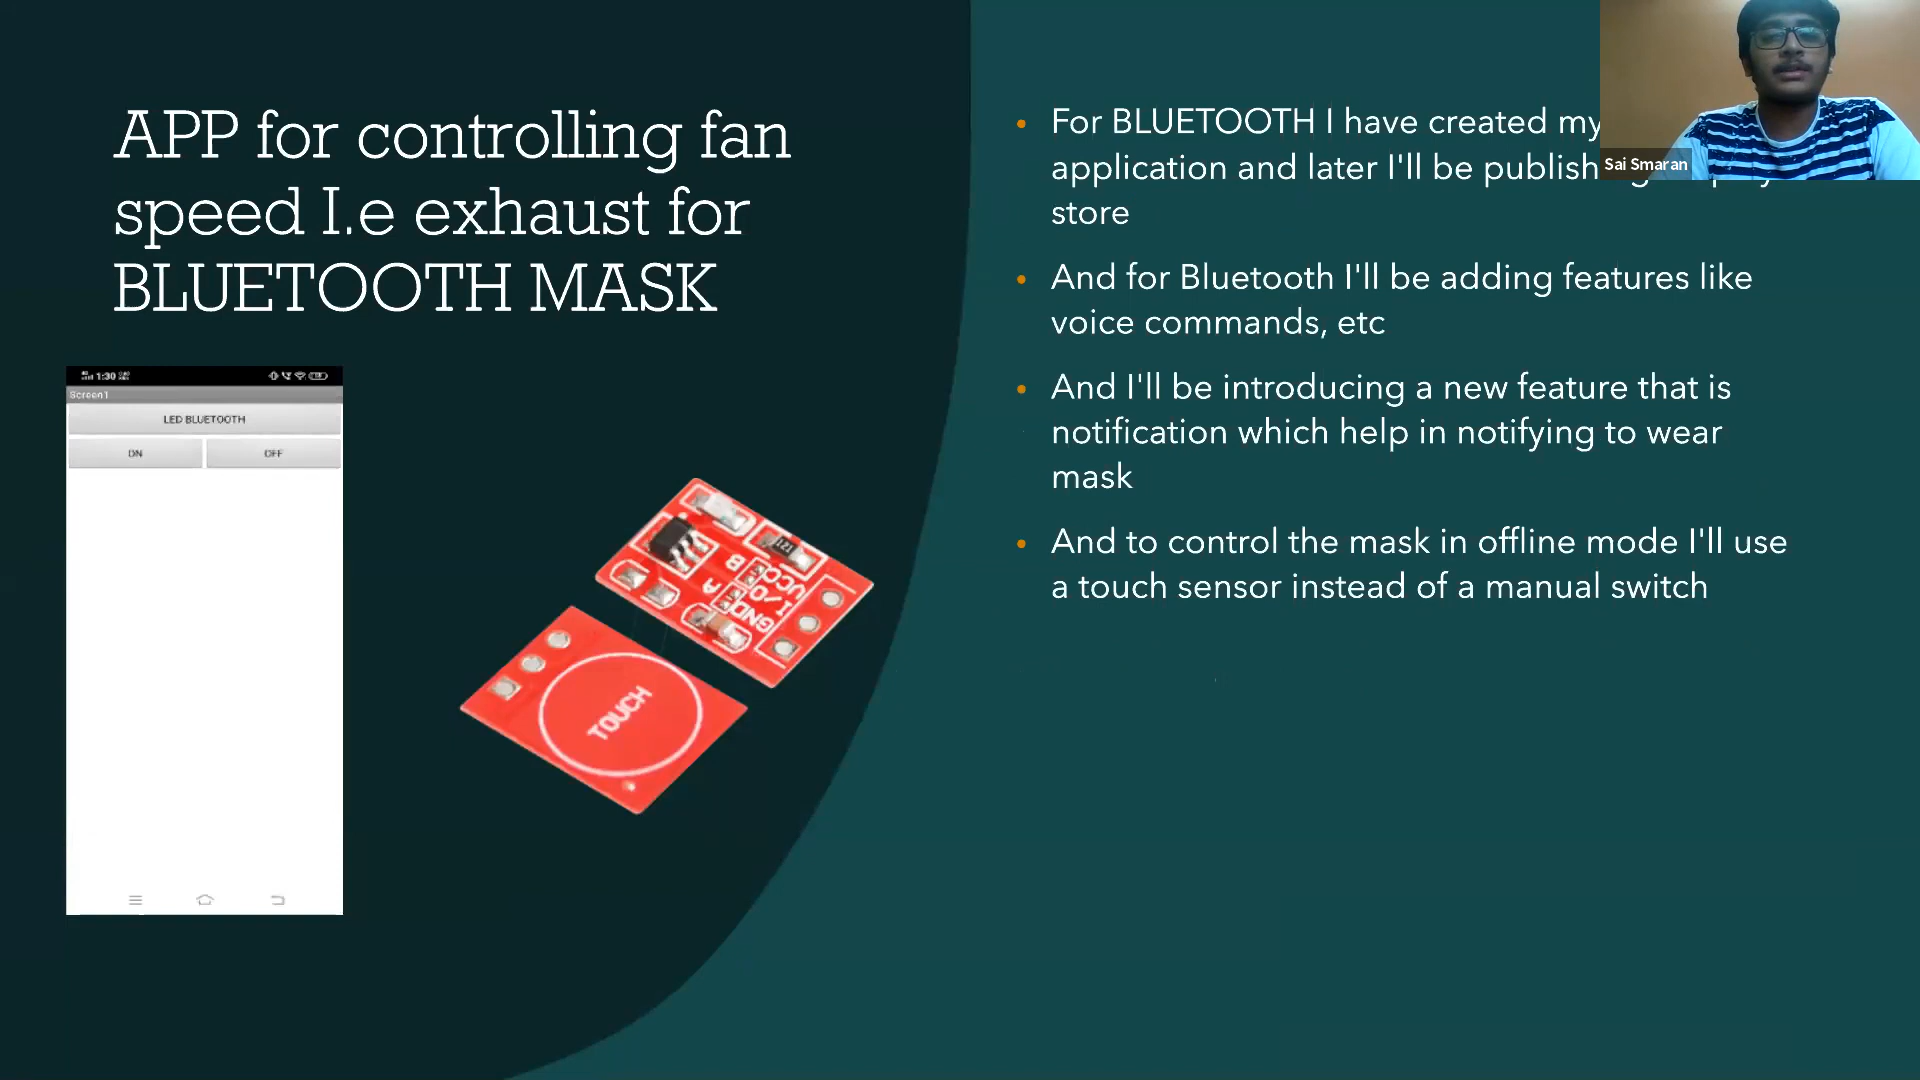 APP for controlling fan
speed I.e exhaust for
BLUETOOTH MASK
For BLUETOOTH I have created my
application and later I'll be
store
And for Bluetooth I'll be adding features like
voice commands, etc
And I'll be introducing a new feature that is
notification which help in notifying to wear
mask
And to control the mask in offline mode I'll use
a touch sensor instead of a manual switch
Sai Smaran
1:30
Screen1
LED BLUETOOTH
ON
OFF
121
B
A
VCC
I/O
GND
TOUCH